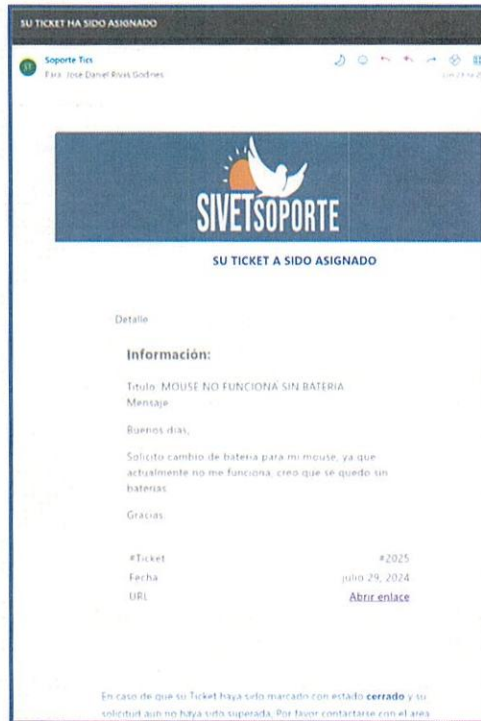 SU TICKET HA SIDO ASIGNADO
ST
Soporte Tics
Para: José Daniel Rivas Godínes
SIVETSOPORTE
SU TICKET A SIDO ASIGNADO
Detalle
Información:
Titulo: MOUSE NO FUNCIONA SIN BATERIA
Mensaje:
Buenos días,
Solicito cambio de bateria para mi mouse, ya que
actualmente no me funciona, creo que se quedo sin
baterias
Gracias.
#Ticket #2025
Fecha julio 29, 2024
URL Abrir enlace
En caso de que su Ticket haya sido marcado con estado cerrado y su
solicitud aun no haya sido superada, Por favor contactarse con el area